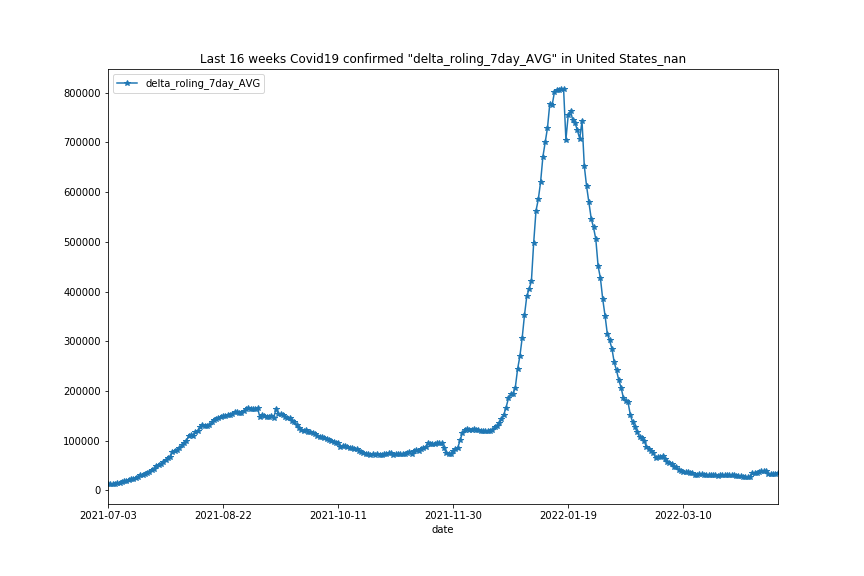 Last 16 weeks Covid19 confirmed "delta_roling_7day_AVG" in United States_nan
delta_roling_7day_AVG
800000
700000
600000
500000
400000
300000
200000
100000
0
2021-07-03 2021-08-22 2021-10-11 2021-11-30 2022-01-19 2022-03-10
date